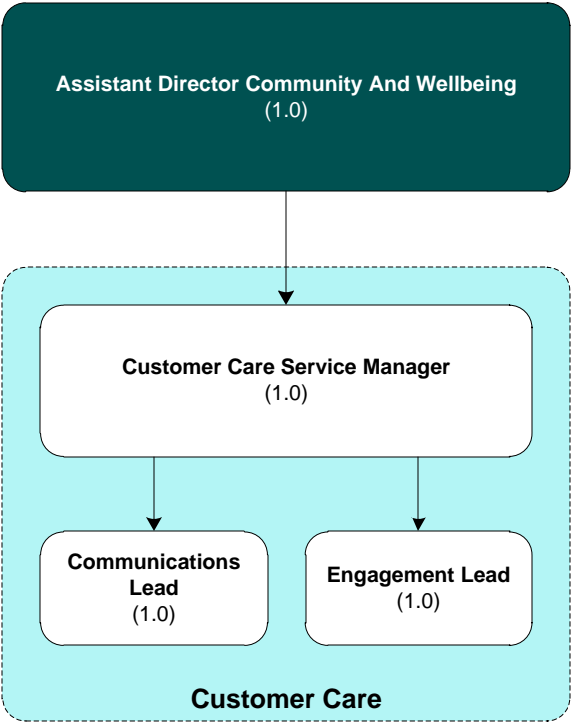 Assistant Director Community And Wellbeing
(1.0)
Customer Care Service Manager
(1.0)
Communications
Lead
(1.0)
Engagement Lead
(1.0)
Customer Care